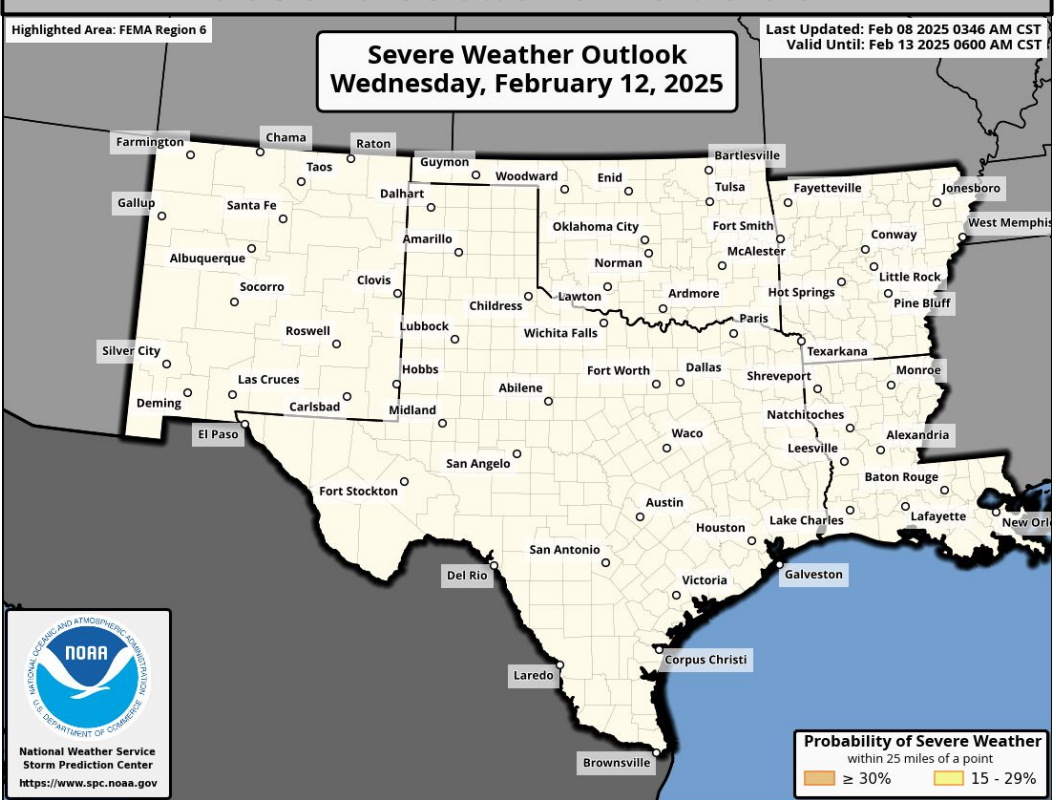 Highlighted Area: FEMA Region 6
Last Updated: Feb 08 2025 0346 AM CST
Valid Until: Feb 13 2025 0600 AM CST
Severe Weather Outlook
Wednesday, February 12, 2025
Farmington
Chama
Raton
Taos
Guymon
Woodward
Enid
Bartlesville
Tulsa
Fayetteville
Jonesboro
Gallup
Santa Fe
Dalhart
Oklahoma City
Fort Smith
West Memphis
Albuquerque
Amarillo
Norman
McAlester
Conway
Socorro
Clovis
Childress
Lawton
Ardmore
Hot Springs
Little Rock
Pine Bluff
Roswell
Lubbock
Wichita Falls
Paris
Texarkana
Silver City
Las Cruces
Hobbs
Abilene
Fort Worth
Dallas
Shreveport
Monroe
Deming
Carlsbad
Midland
Natchitoches
El Paso
San Angelo
Waco
Leesville
Alexandria
Fort Stockton
Austin
Baton Rouge
Houston
Lake Charles
Lafayette
New Orl
Del Rio
San Antonio
Galveston
Victoria
Laredo
Corpus Christi
Brownsville
NATIONAL OCEANIC AND ATMOSPHERIC ADMINISTRATION
NOAA
U.S. DEPARTMENT OF COMMERCE
National Weather Service
Storm Prediction Center
https://www.spc.noaa.gov
Probability of Severe Weather
within 25 miles of a point
≥ 30%
15 - 29%